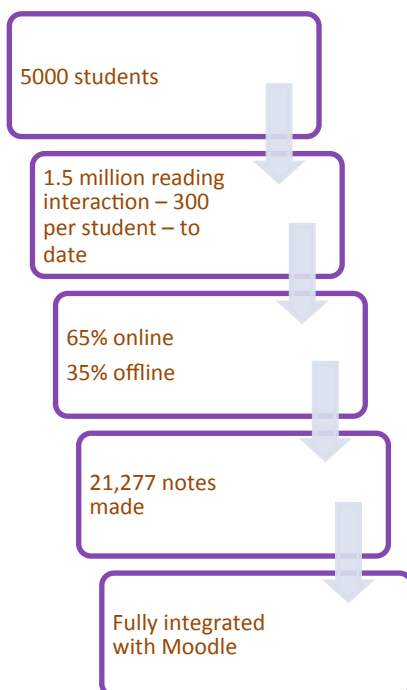 5000 students
1.5 million reading
interaction – 300
per student – to
date
65% online
35% offline
21,277 notes
made
Fully integrated
with Moodle